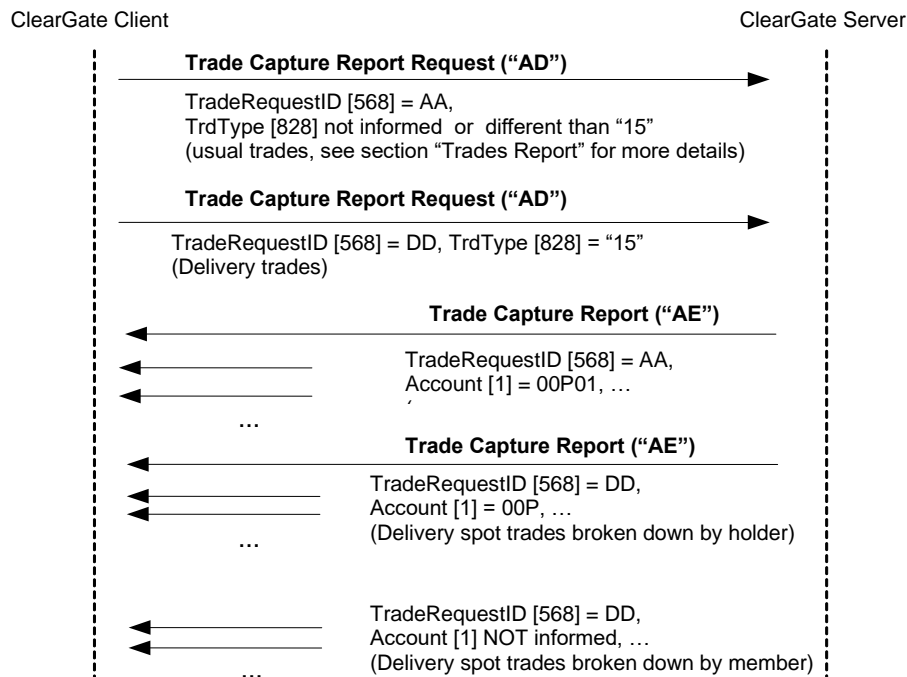 ClearGate Client
ClearGate Server
Trade Capture Report Request (“AD”)
TradeRequestID [568] = AA,
TrdType [828] not informed or different than “15”
(usual trades, see section “Trades Report” for more details)
Trade Capture Report Request (“AD”)
TradeRequestID [568] = DD, TrdType [828] = “15”
(Delivery trades)
Trade Capture Report (“AE”)
TradeRequestID [568] = AA,
Account [1] = 00P01, …
…
Trade Capture Report (“AE”)
TradeRequestID [568] = DD,
Account [1] = 00P, …
(Delivery spot trades broken down by holder)
…
TradeRequestID [568] = DD,
Account [1] NOT informed, …
(Delivery spot trades broken down by member)
…